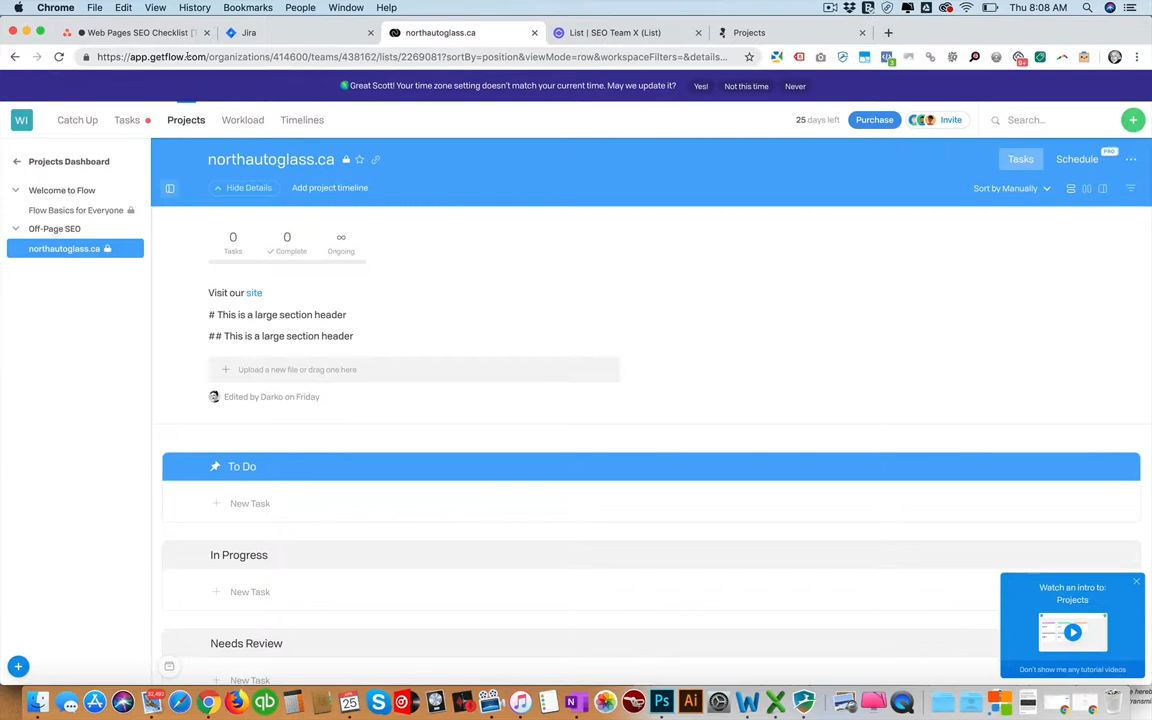 Chrome File Edit View History Bookmarks People Window Help Thu 8:08 AM
Web Pages SEO Checklist [ Jira northautoglass.ca List | SEO Team X (List) Projects
https://app.getflow.com/organizations/414600/teams/438162/lists/2269081?sortBy=position&viewMode=row&workspaceFilters=&details...
9+
Great Scott! Your time zone setting doesn't match your current time. May we update it? Yes! Not this time Never
WI Catch Up Tasks Projects Workload Timelines 25 days left Purchase Invite Search...
Projects Dashboard
Welcome to Flow
Flow Basics for Everyone
Off-Page SEO
northautoglass.ca
northautoglass.ca
Tasks Schedule PRO
Hide Details Add project timeline Sort by Manually
0 0 ∞
Tasks Complete Ongoing
Visit our site
# This is a large section header
## This is a large section header
Upload a new file or drag one here
Edited by Darko on Friday
To Do
New Task
In Progress
New Task
Needs Review
New Task
Watch an intro to:
Projects
Don't show me any tutorial videos